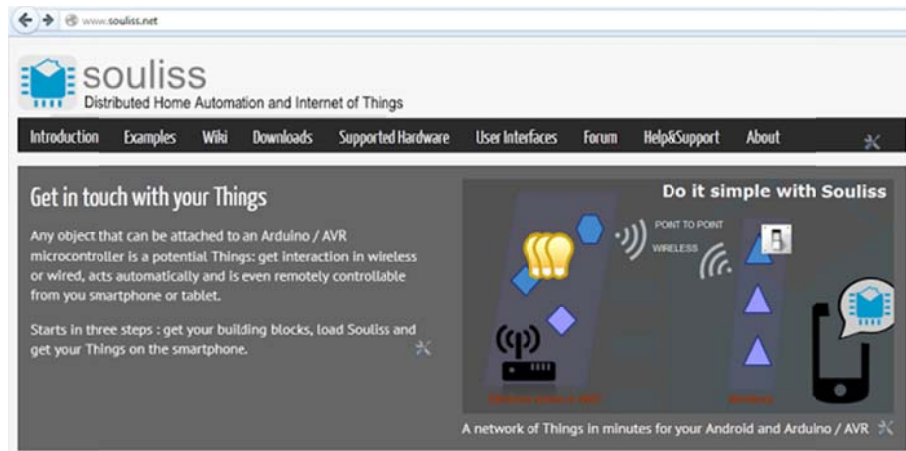 www.souliss.net
souliss
Distributed Home Automation and Internet of Things
Introduction Examples Wiki Downloads Supported Hardware User Interfaces Forum Help&Support About
Get in touch with your Things
Any object that can be attached to an Arduino / AVR
microcontroller is a potential Things: get interaction in wireless
or wired, acts automatically and is even remotely controllable
from you smartphone or tablet.
Starts in three steps : get your building blocks, load Souliss and
get your Things on the smartphone.
Do it simple with Souliss
POINT TO POINT
WIRELESS
A network of Things in minutes for your Android and Arduino / AVR